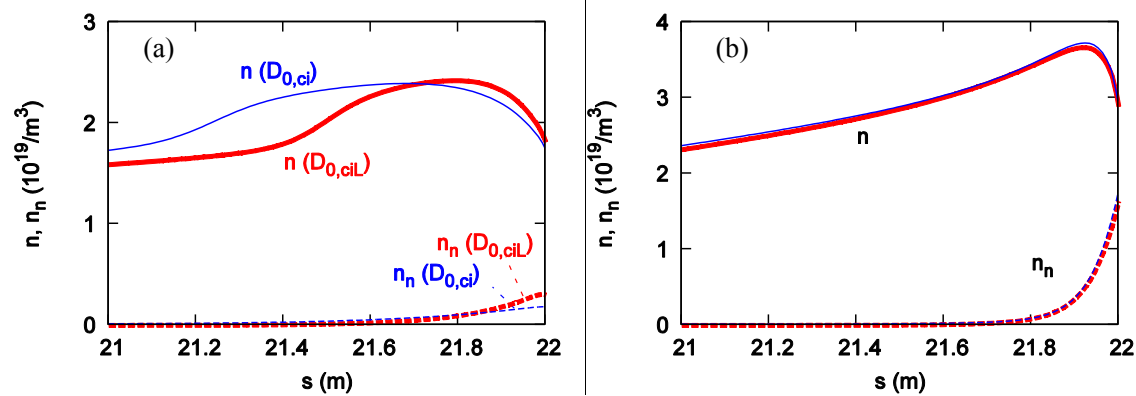 (a)
n, nn (10^19/m^3)
3
2
1
0
n (D0,ci)
n (D0,ciL)
nn (D0,ciL)
nn (D0,ci)
21
21.2
21.4
21.6
21.8
22
s (m)
(b)
n, nn (10^19/m^3)
4
3
2
1
0
n
nn
21
21.2
21.4
21.6
21.8
22
s (m)